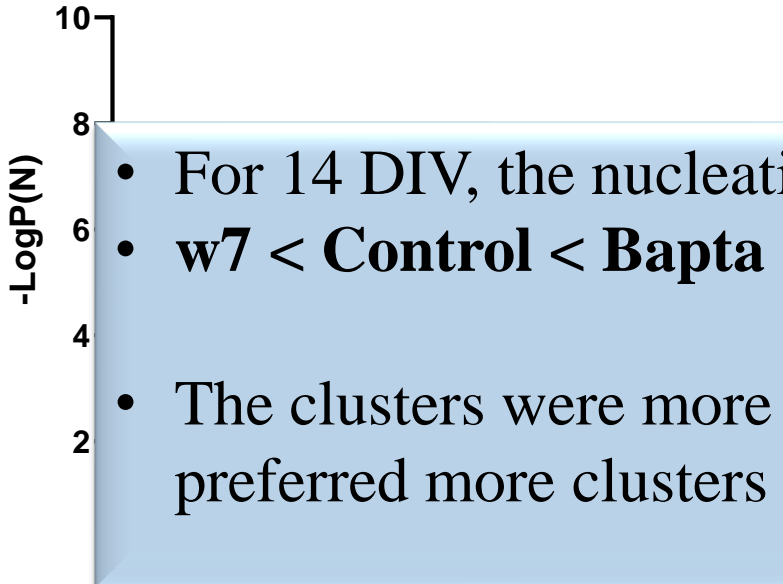 10
8
-LogP(N)
6
4
2
• For 14 DIV, the
• w7 < Control < Bapta
• The clusters were more
preferred more clusters